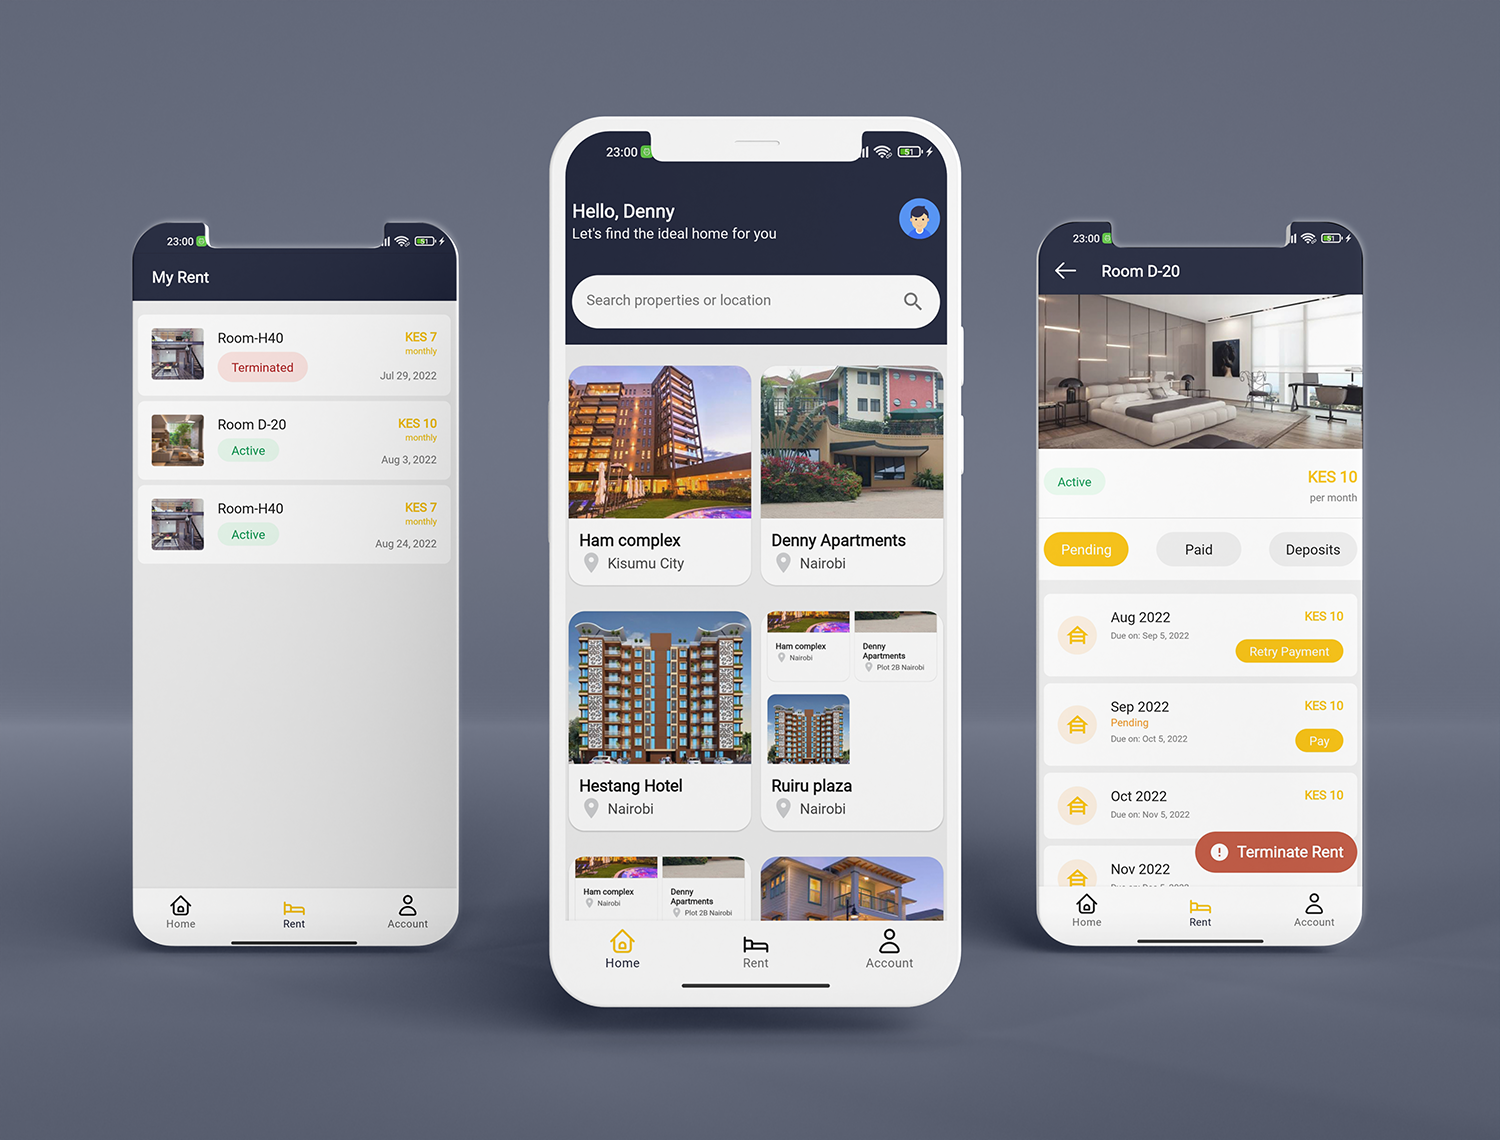 23:00
51
My Rent
Room-H40
KES 7
monthly
Terminated
Jul 29, 2022
Room D-20
KES 10
monthly
Active
Aug 3, 2022
Room-H40
KES 7
monthly
Active
Aug 24, 2022
Home
Rent
Account
23:00
51
Hello, Denny
Let's find the ideal home for you
Search properties or location
Ham complex
Kisumu City
Denny Apartments
Nairobi
Hestang Hotel
Nairobi
Ham complex
Nairobi
Denny
Apartments
Plot 2B Nairobi
Ruiru plaza
Nairobi
Ham complex
Nairobi
Denny
Apartments
Plot 2B Nairobi
Home
Rent
Account
23:00
51
Room D-20
Active
KES 10
per month
Pending
Paid
Deposits
Aug 2022
KES 10
Due on: Sep 5, 2022
Retry Payment
Sep 2022
KES 10
Pending
Due on: Oct 5, 2022
Pay
Oct 2022
KES 10
Due on: Nov 5, 2022
Terminate Rent
Nov 2022
Home
Rent
Account